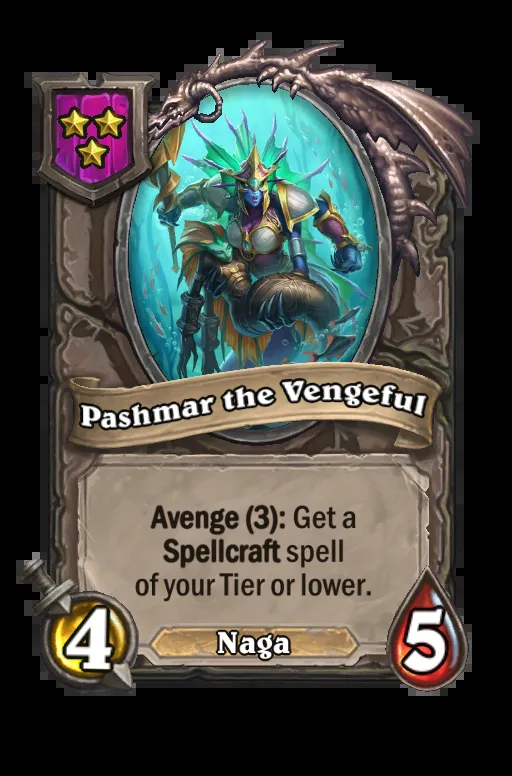 Pashmar the Vengeful
Avenge (3): Get a
Spellcraft spell
of your Tier or lower.
4
Naga
5